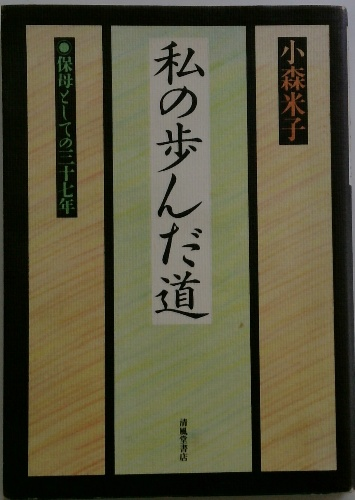 小森米子
私の歩んだ道
●保母としての三十七年
清風堂書店